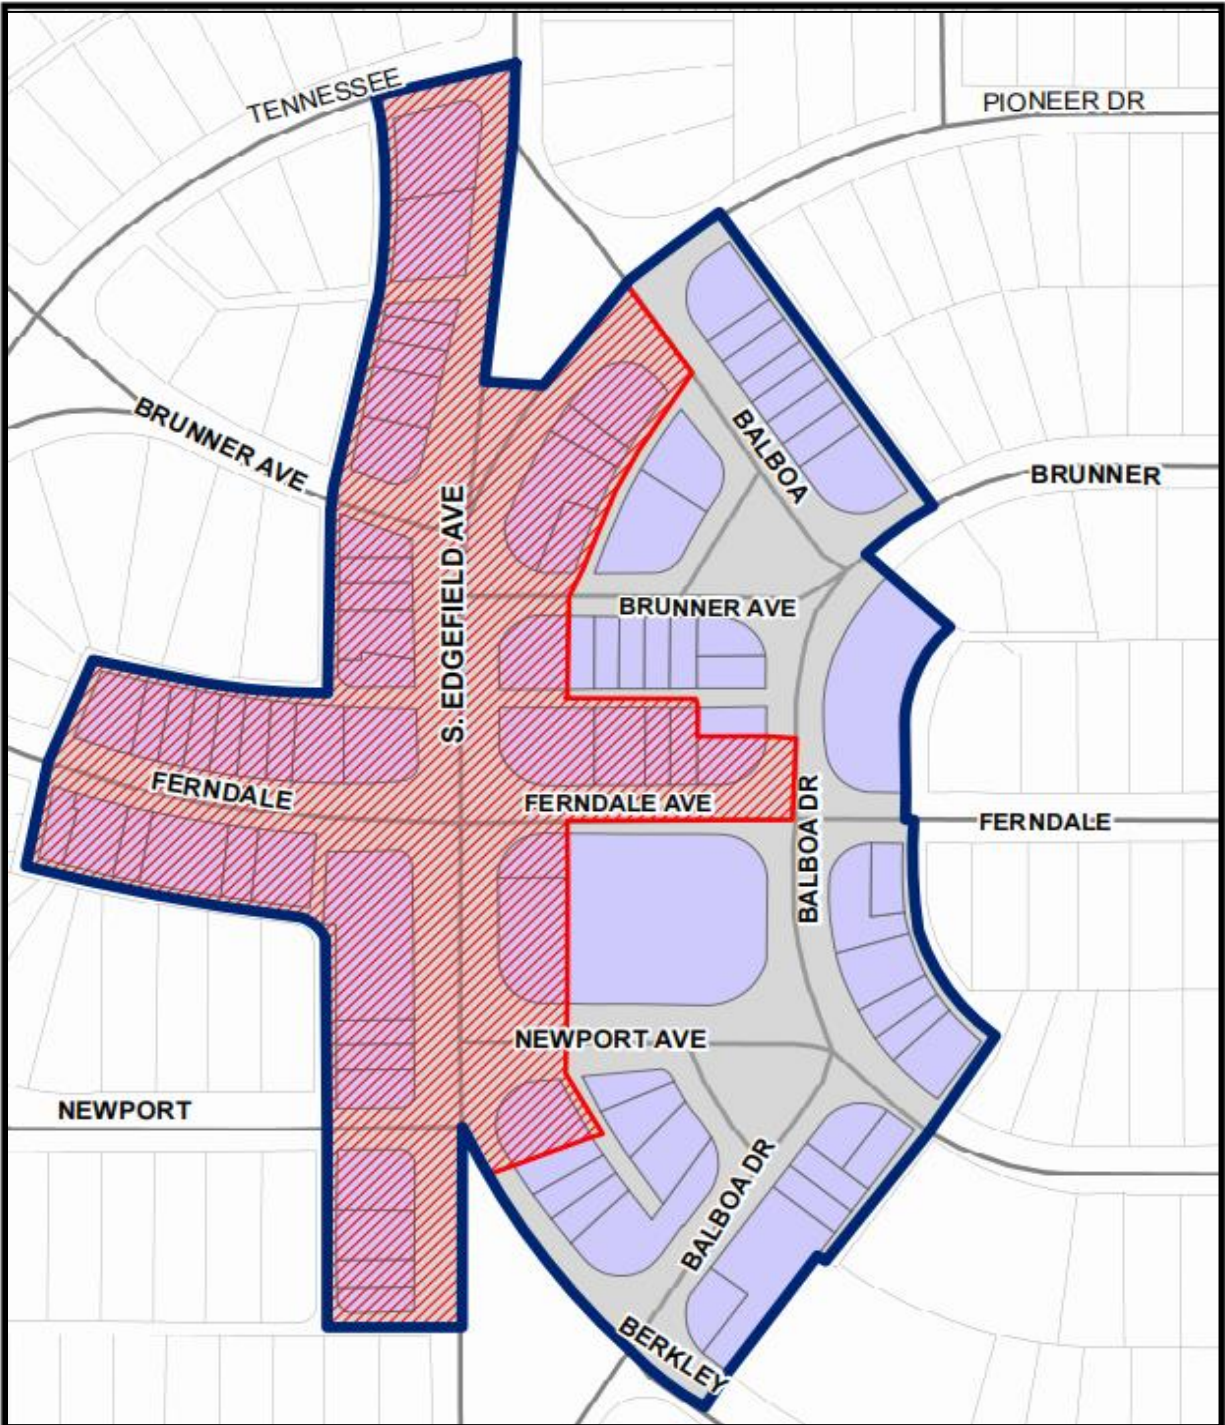 TENNESSEE
PIONEER DR
BRUNNER AVE
BALBOA
BRUNNER
S. EDGEFIELD AVE
BRUNNER AVE
FERNDALE
FERNDALE AVE
BALBOA DR
FERNDALE
NEWPORT AVE
NEWPORT
BALBOA DR
BERKLEY